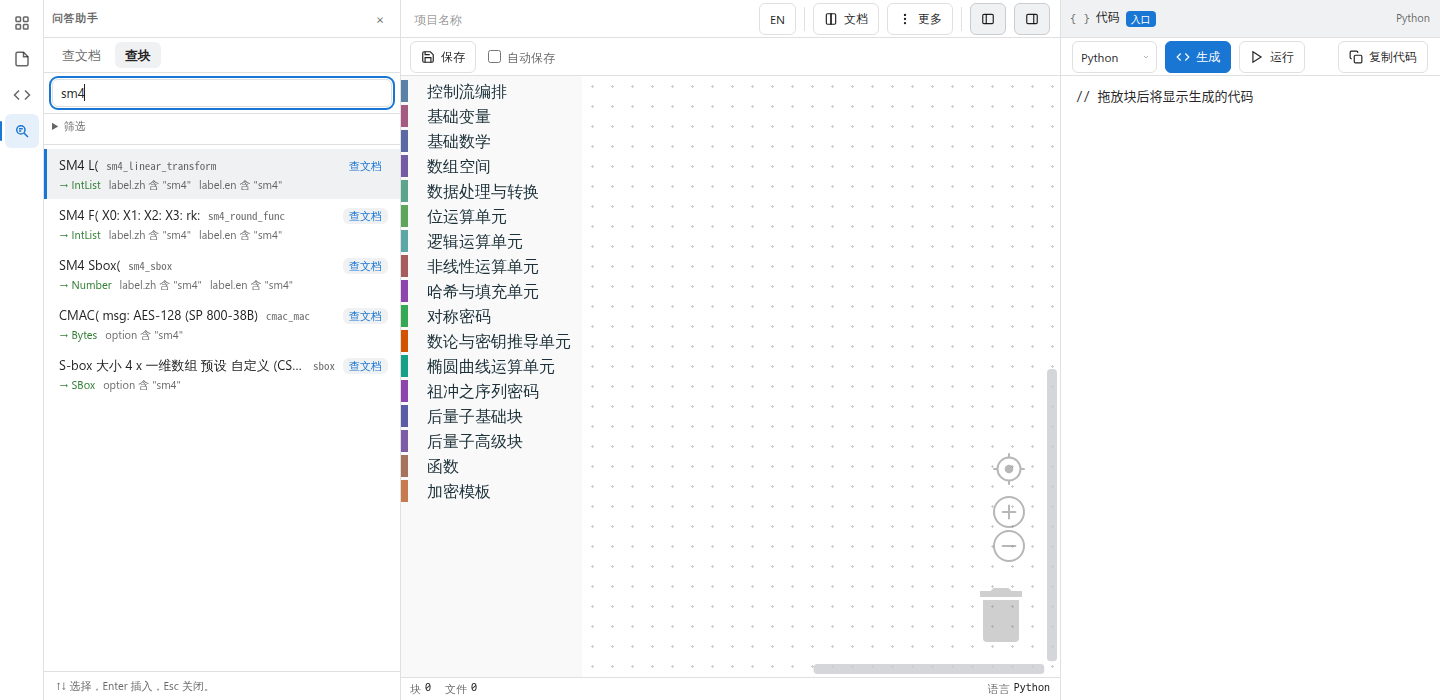 问答助手 ×
查文档 查块
sm4
筛选
SM4 L( sm4_linear_transform 查文档
→ IntList label.zh 含 "sm4" label.en 含 "sm4"
SM4 F( X0: X1: X2: X3: rk: sm4_round_func 查文档
→ IntList label.zh 含 "sm4" label.en 含 "sm4"
SM4 Sbox( sm4_sbox 查文档
→ Number label.zh 含 "sm4" label.en 含 "sm4"
CMAC( msg: AES-128 (SP 800-38B) cmac_mac 查文档
→ Bytes option 含 "sm4"
S-box 大小 4 x 一维数组 预设 自定义 (CS... sbox 查文档
→ SBox option 含 "sm4"
↑↓ 选择，Enter 插入，Esc 关闭。
项目名称 EN 文档 更多
保存 自动保存
控制流编排
基础变量
基础数学
数组空间
数据处理与转换
位运算单元
逻辑运算单元
非线性运算单元
哈希与填充单元
对称密码
数论与密钥推导单元
椭圆曲线运算单元
祖冲之序列密码
后量子基础块
后量子高级块
函数
加密模板
块 0 文件 0 语言 Python
{ } 代码 入口 Python
Python 生成 运行 复制代码
// 拖放块后将显示生成的代码